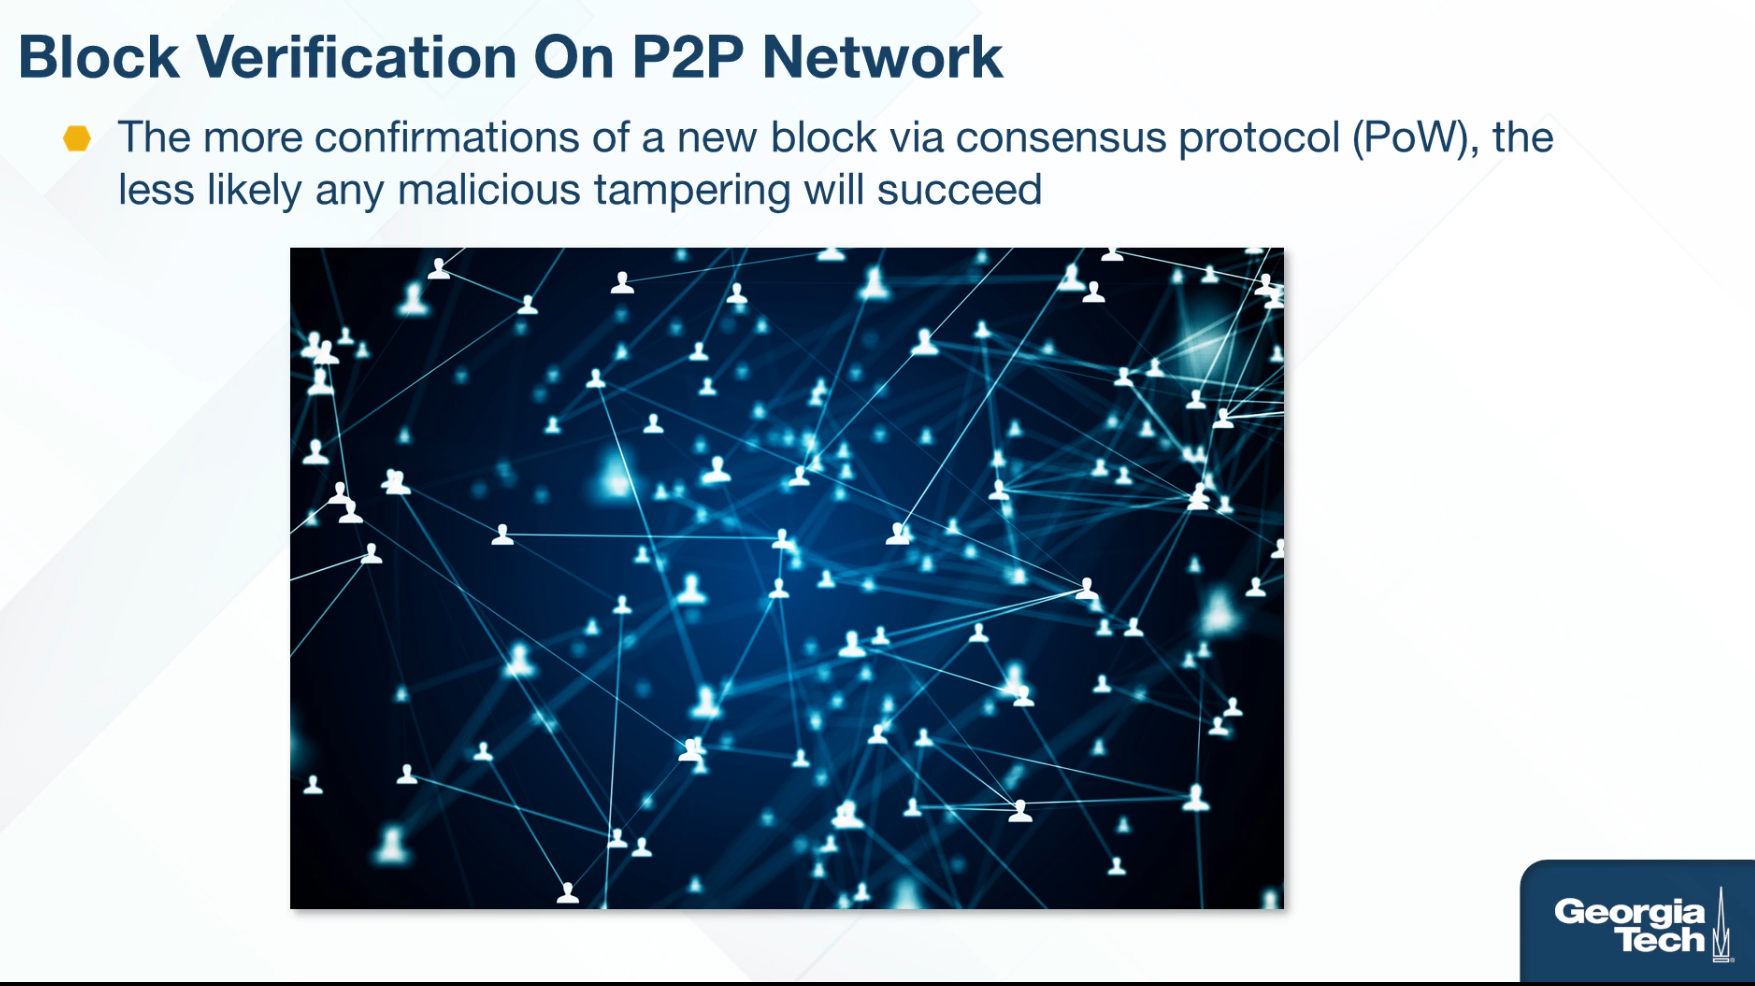 Block Verification On P2P Network
The more confirmations of a new block via consensus protocol (PoW), the
less likely any malicious tampering will succeed
Georgia
Tech